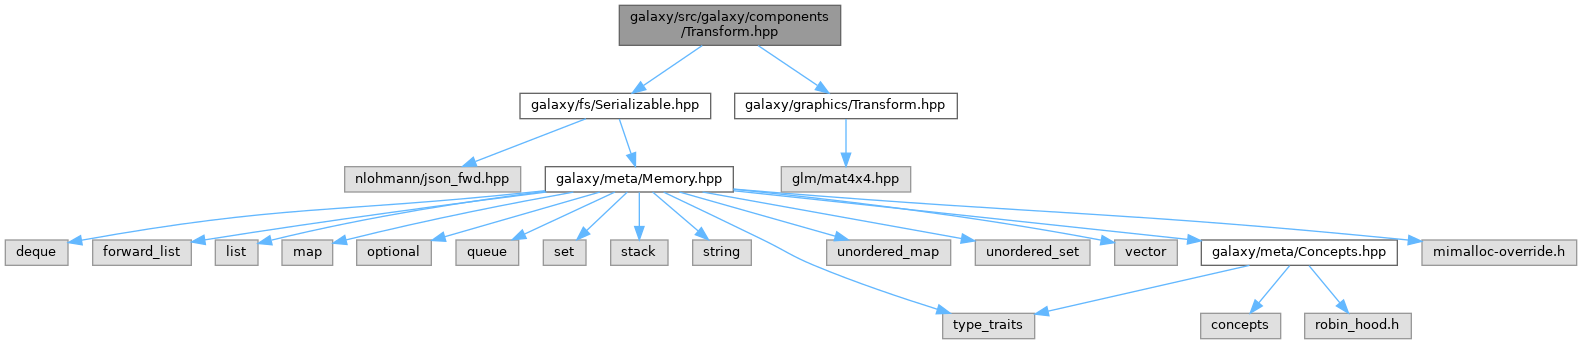 galaxy/src/galaxy/components
/Transform.hpp
galaxy/fs/Serializable.hpp
galaxy/graphics/Transform.hpp
nlohmann/json_fwd.hpp
galaxy/meta/Memory.hpp
glm/mat4x4.hpp
deque
forward_list
list
map
optional
queue
set
stack
string
unordered_map
unordered_set
vector
galaxy/meta/Concepts.hpp
mimalloc-override.h
type_traits
concepts
robin_hood.h